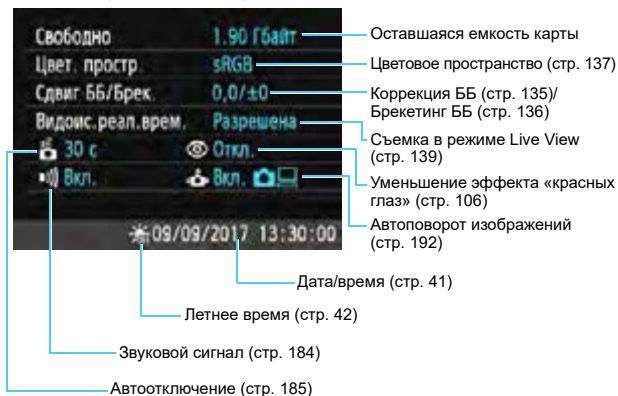 Свободно 1.90 Гбайт
Цвет. простр. sRGB
Сдвиг ББ/Брек. 0,0/±0
Видоис.реал.врем. Разрешена
30 с Откл.
Вкл. Вкл.
09/09/2017 13:30:00
Оставшаяся емкость карты
Цветовое пространство (стр. 137)
Коррекция ББ (стр. 135)/
Брекетинг ББ (стр. 136)
Съемка в режиме Live View
(стр. 139)
Уменьшение эффекта «красных
глаз» (стр. 106)
Автоповорот изображений
(стр. 192)
Дата/время (стр. 41)
Летнее время (стр. 42)
Звуковой сигнал (стр. 184)
Автоотключение (стр. 185)